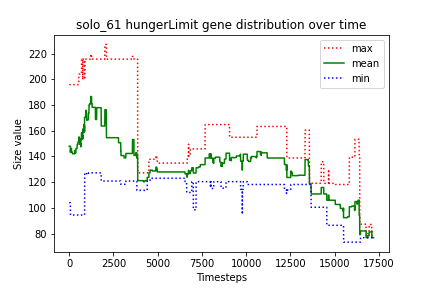 solo_61 hungerLimit gene distribution over time
max
mean
min
Size value
220
200
180
160
140
120
100
80
0
2500
5000
7500
10000
12500
15000
17500
Timesteps